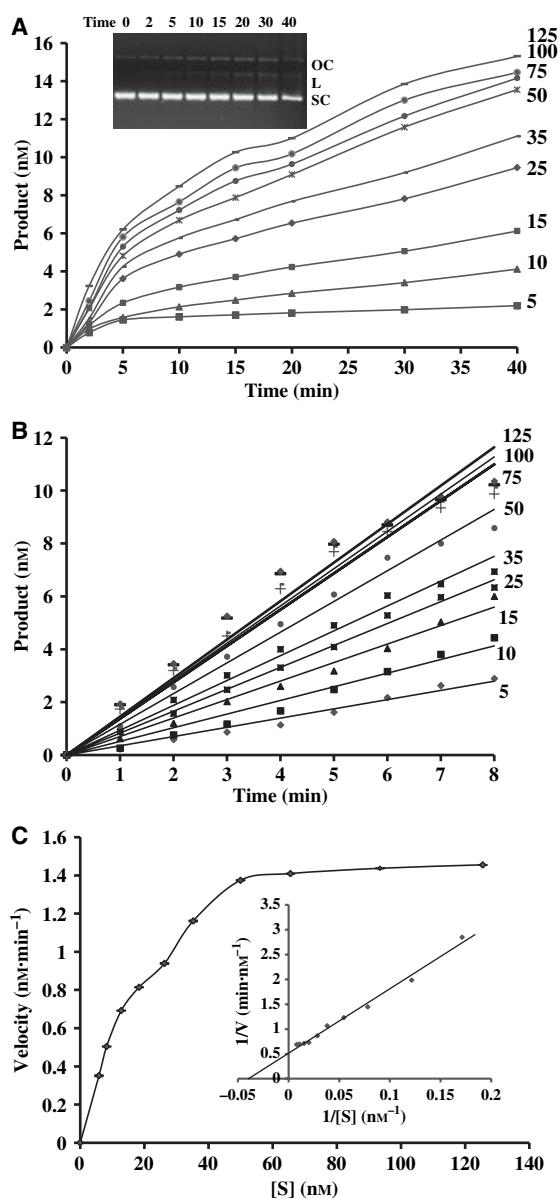 A
Time 0 2 5 10 15 20 30 40
OC
L
SC
16
14
12
10
8
6
4
2
0
Product (nM)
125
100
75
50
35
25
15
10
5
0 5 10 15 20 25 30 35 40
Time (min)
B
12
10
8
6
4
2
0
Product (nM)
125
100
75
50
35
25
15
10
5
0 1 2 3 4 5 6 7 8
Time (min)
C
1.6
1.4
1.2
1
0.8
0.6
0.4
0.2
0
Velocity (nM·min−1)
3.5
3
2.5
2
1.5
1
0.5
0
1/V (min·nM−1)
−0.05 0 0.05 0.1 0.15 0.2
1/[S] (nM−1)
0 20 40 60 80 100 120 140
[S] (nM)